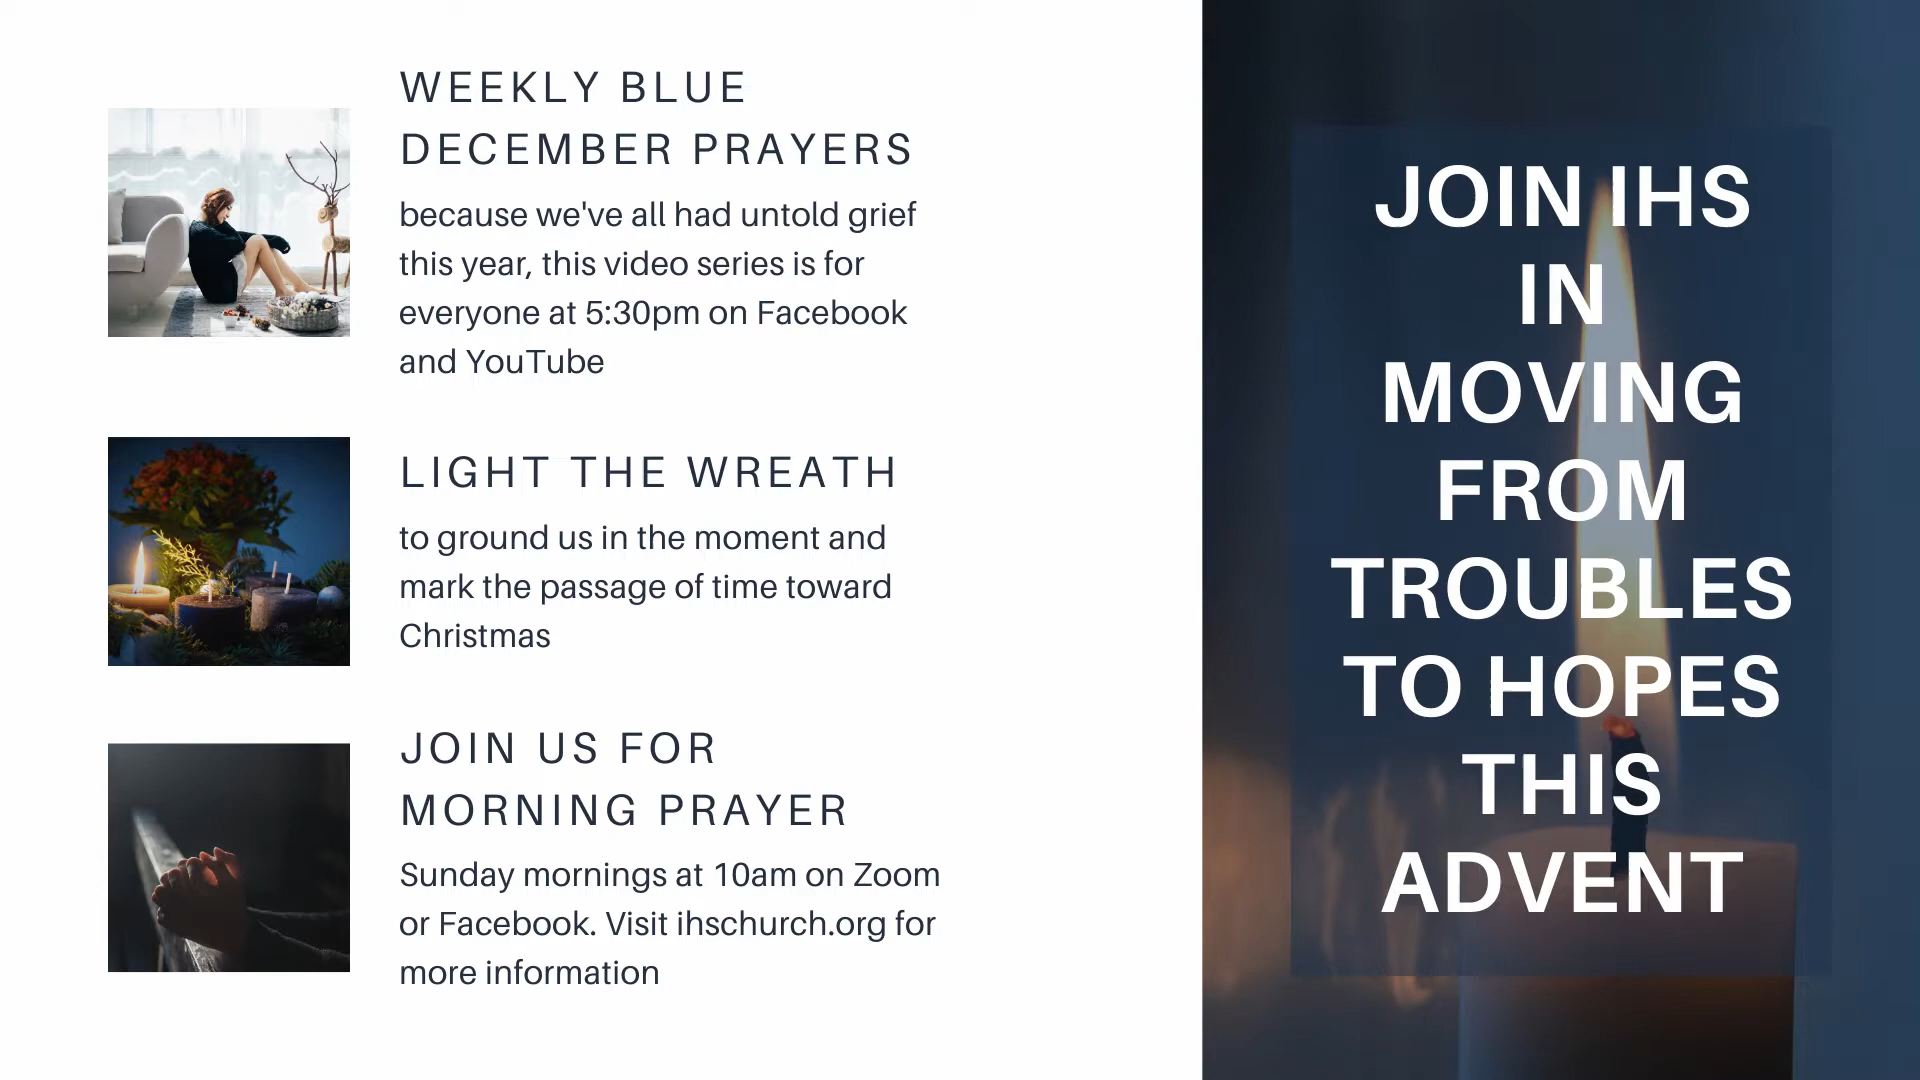 WEEKLY BLUE
DECEMBER PRAYERS
because we've all had untold grief
this year, this video series is for
everyone at 5:30pm on Facebook
and YouTube
LIGHT THE WREATH
to ground us in the moment and
mark the passage of time toward
Christmas
JOIN US FOR
MORNING PRAYER
Sunday mornings at 10am on Zoom
or Facebook. Visit ihschurch.org for
more information
JOIN IHS
IN
MOVING
FROM
TROUBLES
TO HOPES
THIS
ADVENT